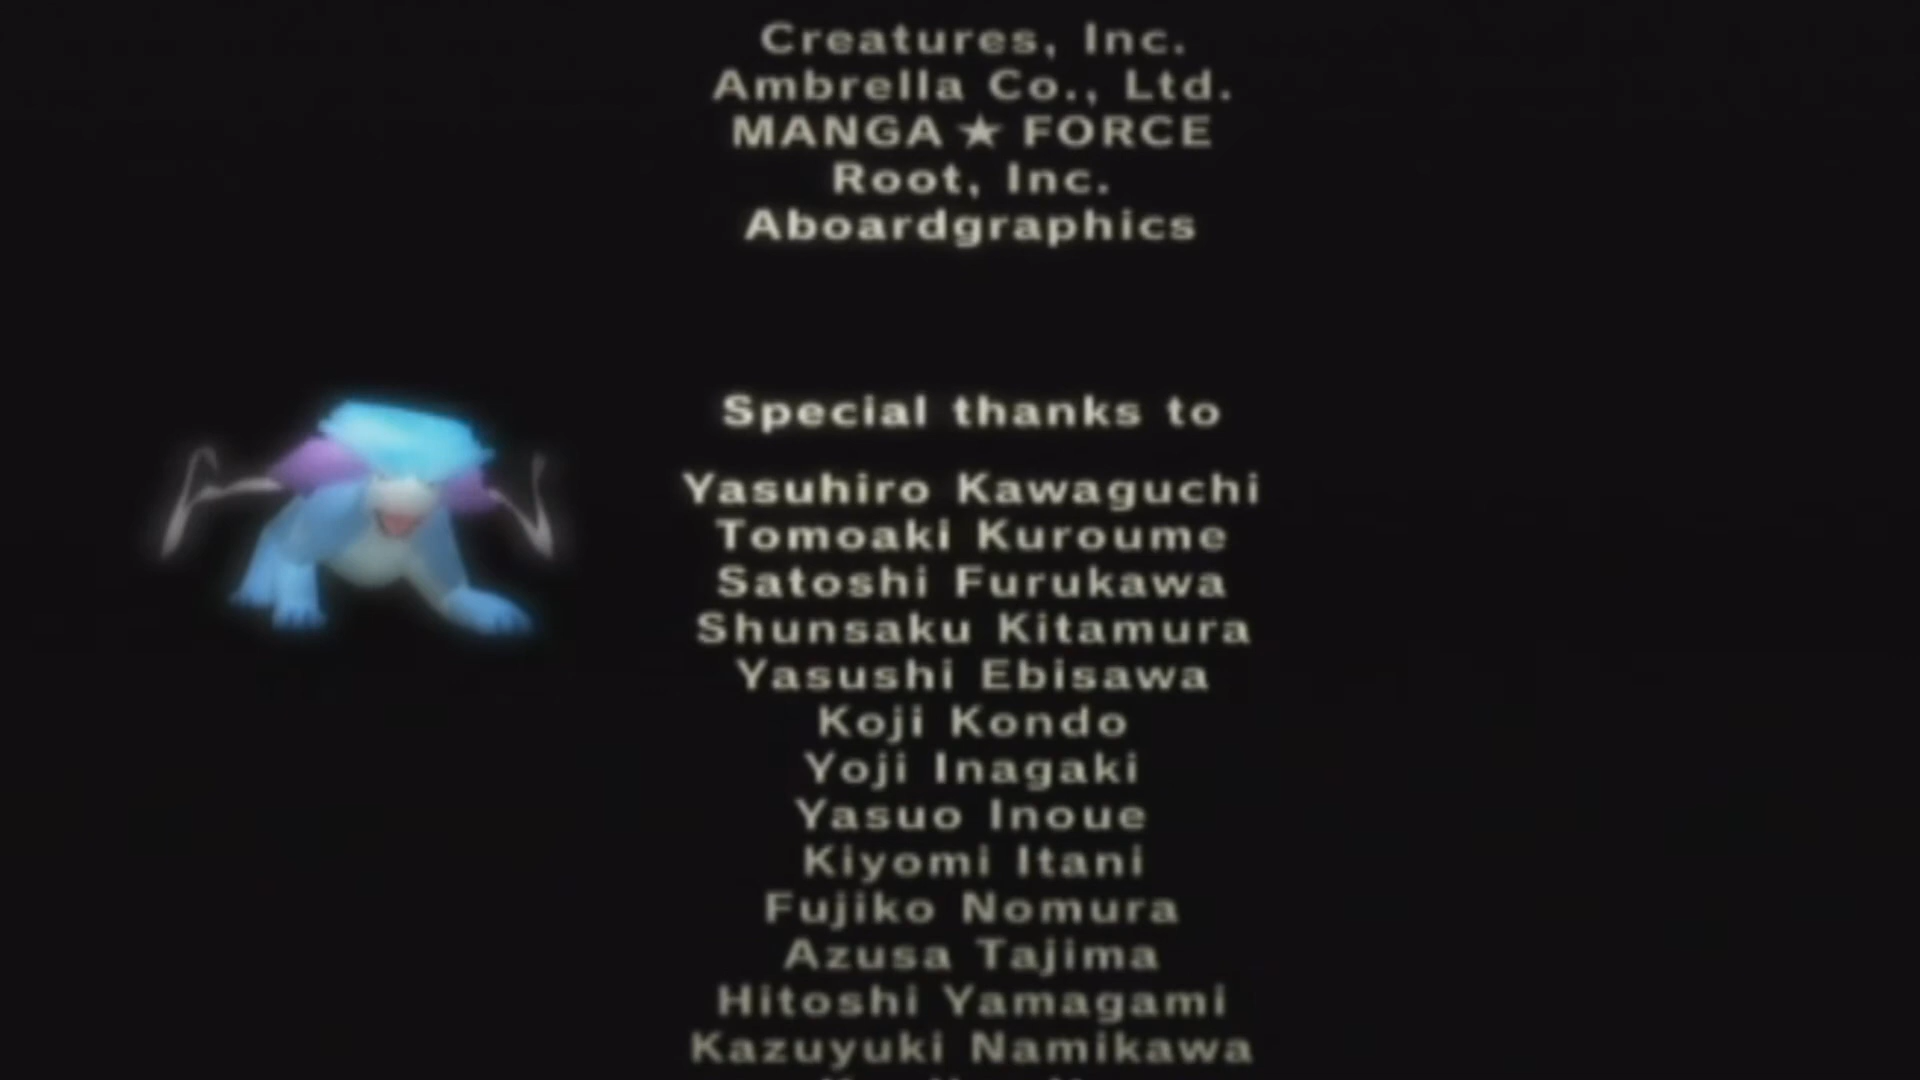 Creatures, Inc.
Ambrella Co., Ltd.
MANGA ★ FORCE
Root, Inc.
Aboardgraphics
Special thanks to
Yasuhiro Kawaguchi
Tomoaki Kuroume
Satoshi Furukawa
Shunsaku Kitamura
Yasushi Ebisawa
Koji Kondo
Yoji Inagaki
Yasuo Inoue
Kiyomi Itani
Fujiko Nomura
Azusa Tajima
Hitoshi Yamagami
Kazuyuki Namikawa